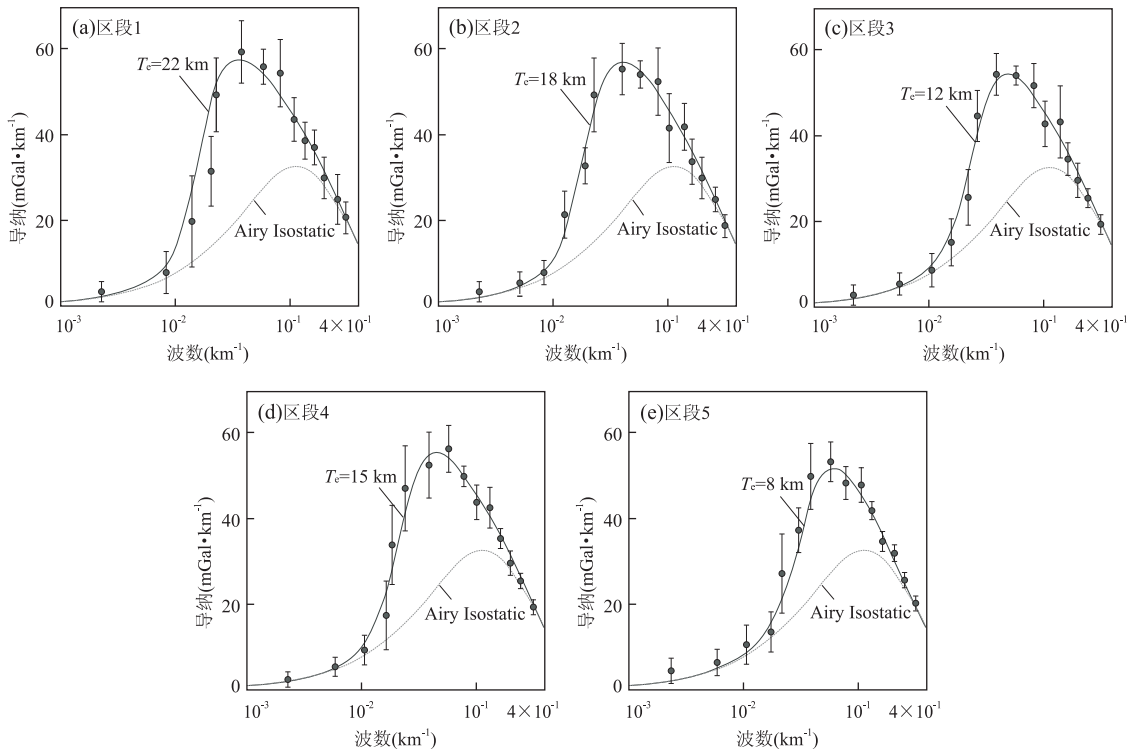 (a)区段1
60
40
20
0
Te=22 km
Airy Isostatic
导纳(mGal•km-1)
10-3
10-2
10-1
4×10-1
波数(km-1)
(b)区段2
60
40
20
0
Te=18 km
Airy Isostatic
导纳(mGal•km-1)
10-3
10-2
10-1
4×10-1
波数(km-1)
(c)区段3
60
40
20
0
Te=12 km
Airy Isostatic
导纳(mGal•km-1)
10-3
10-2
10-1
4×10-1
波数(km-1)
(d)区段4
60
40
20
0
Te=15 km
Airy Isostatic
导纳(mGal•km-1)
10-3
10-2
10-1
4×10-1
波数(km-1)
(e)区段5
60
40
20
0
Te=8 km
Airy Isostatic
导纳(mGal•km-1)
10-3
10-2
10-1
4×10-1
波数(km-1)